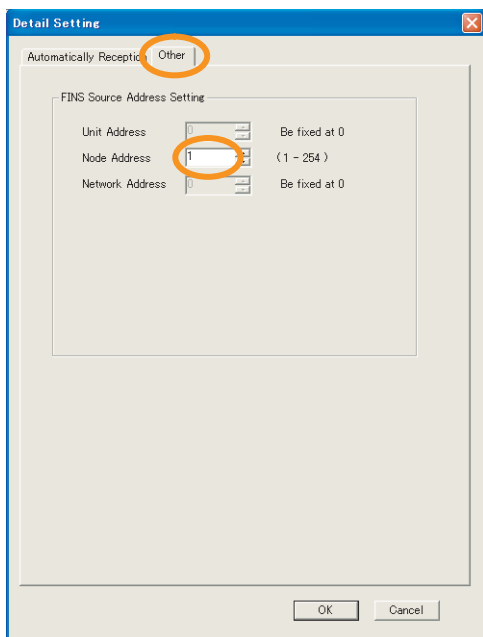 Detail Setting
Automatically Reception Other
FINS Source Address Setting
Unit Address 0 Be fixed at 0
Node Address 1 (1 - 254)
Network Address 0 Be fixed at 0
OK Cancel